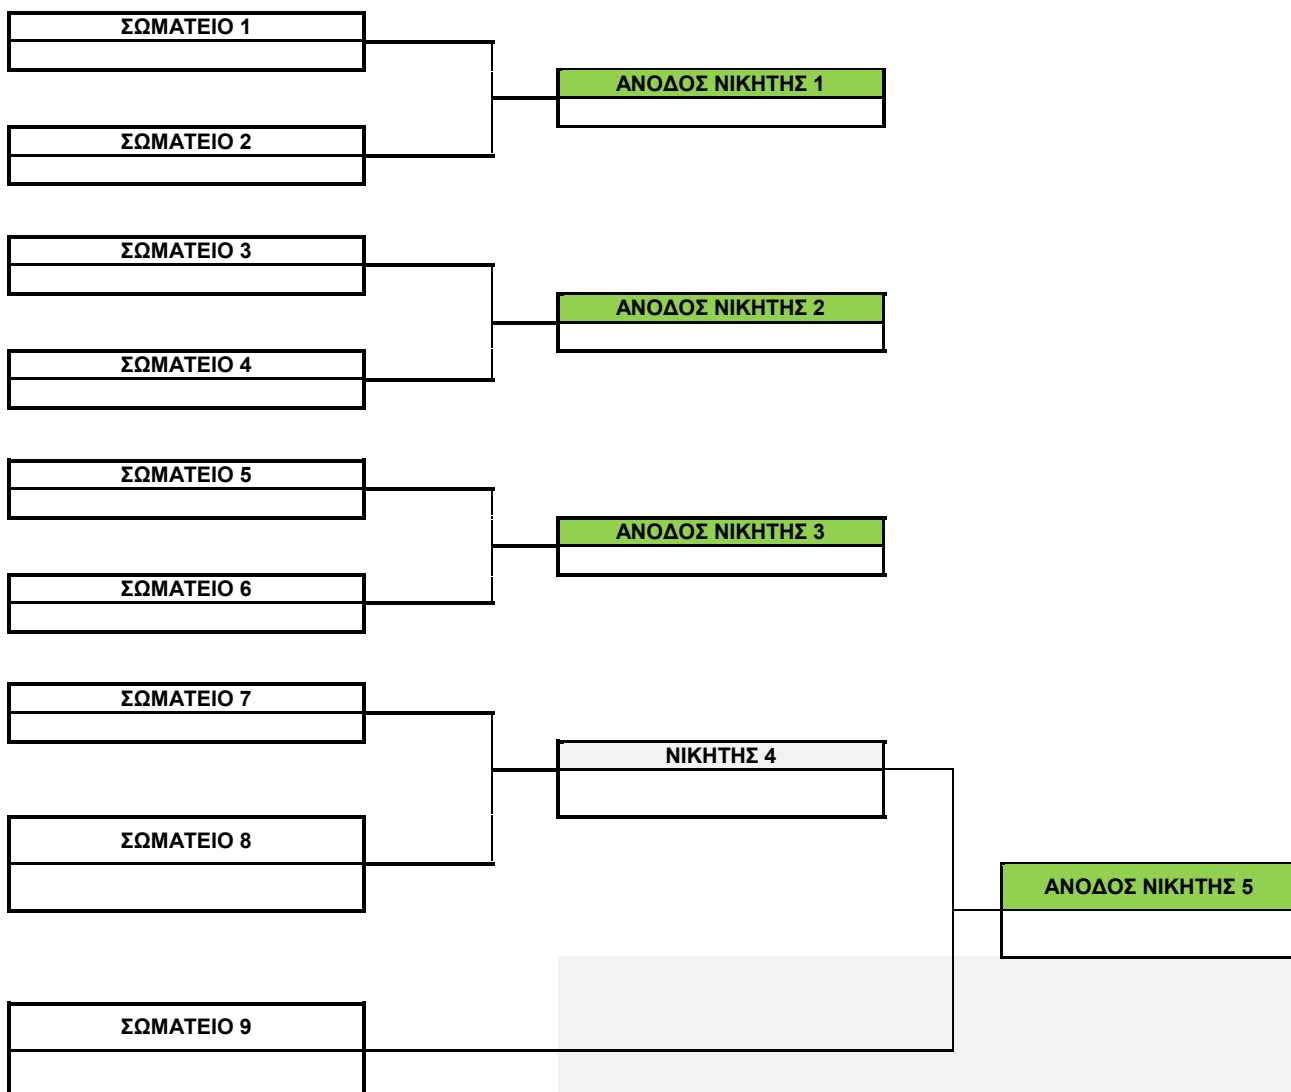 ΣΩΜΑΤΕΙΟ 1
ΑΝΟΔΟΣ ΝΙΚΗΤΗΣ 1
ΣΩΜΑΤΕΙΟ 2
ΣΩΜΑΤΕΙΟ 3
ΑΝΟΔΟΣ ΝΙΚΗΤΗΣ 2
ΣΩΜΑΤΕΙΟ 4
ΣΩΜΑΤΕΙΟ 5
ΑΝΟΔΟΣ ΝΙΚΗΤΗΣ 3
ΣΩΜΑΤΕΙΟ 6
ΣΩΜΑΤΕΙΟ 7
ΝΙΚΗΤΗΣ 4
ΣΩΜΑΤΕΙΟ 8
ΑΝΟΔΟΣ ΝΙΚΗΤΗΣ 5
ΣΩΜΑΤΕΙΟ 9